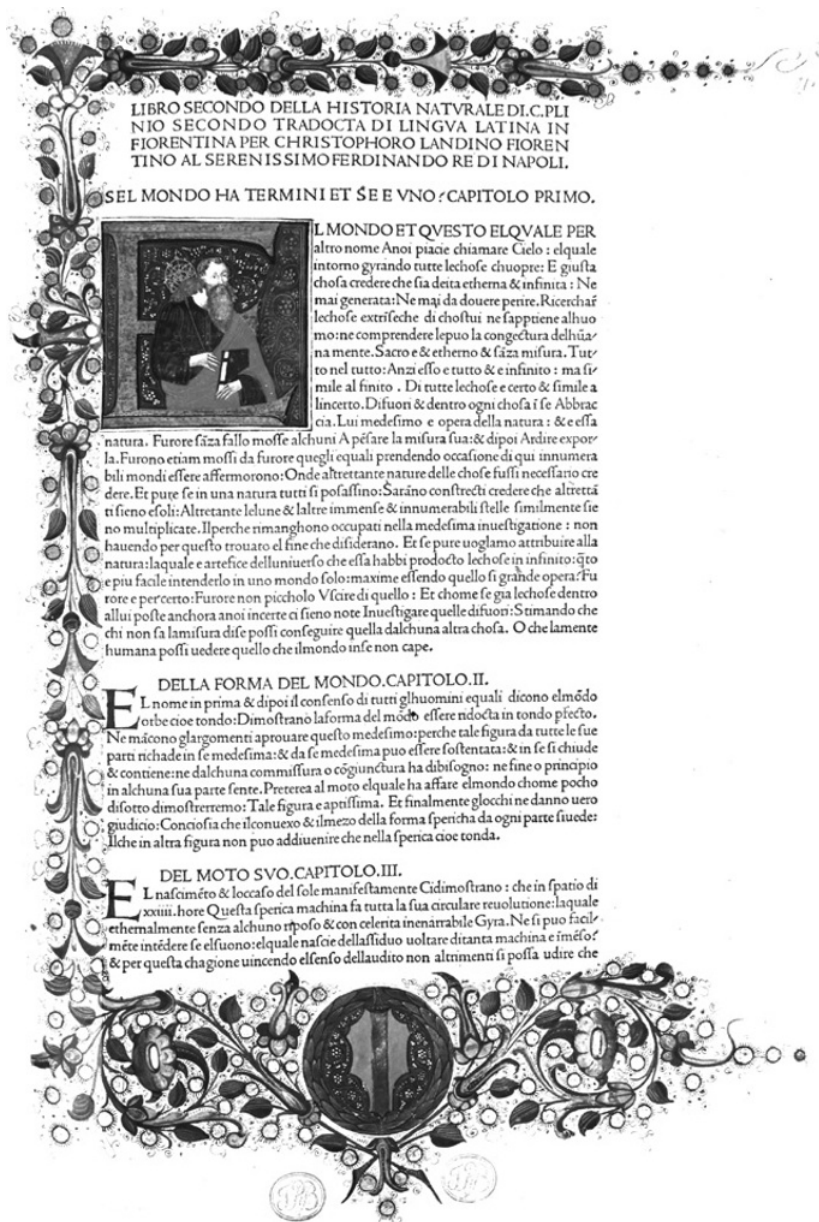 LIBRO SECONDO DELLA HISTORIA NATVRALE DI.C.PLI
NIO SECONDO TRADOCTA DI LINGVA LATINA IN
FIORENTINA PER CHRISTOPHORO LANDINO FIOREN
TINO AL SERENISSIMO FERDINANDO RE DI NAPOLI.
SEL MONDO HA TERMINI ET SE E VNO? CAPITOLO PRIMO.
EL MONDO ET QVESTO ELQVALE PER
altro nome Anoi piacie chiamare Cielo : elquale
intorno gyrando tutte lechose chuopre: E giusta
chosa credere che sia deita etherna & infinita : Ne
mai generata: Ne mai da douere perire. Ricerchar̃
lechose extrĩseche di chostui ne sapptiene alhuo
mo: ne comprendere lepuo la congectura delhũa-
na mente. Sacro e & etherno & sãza misura. Tut-
to nel tutto: Anzi esso e tutto & e infinito : ma si-
mile al finito . Di tutte lechose e certo & simile a
lincerto. Difuori & dentro ogni chosa ĩ se Abbrac
cia. Lui medesimo e opera della natura : & e essa
natura. Furore sãza fallo mosse alchuni A pẽsare la misura sua: & dipoi Ardire expor-
la. Furono etiam mossi da furore quegli equali prendendo occasione di qui innumera
bili mondi essere affermorono: Onde altrettante nature delle chose fussi necessario cre
dere. Et pure se in una natura tutti si posassino: Sarãno constrecti credere che altrettã
ti sieno esoli: Altretante lelune & laltre immense & innumerabili stelle similmente sie
no multiplicate. Ilperche rimanghono occupati nella medesima inuestigatione : non
hauendo per questo trouato el fine che disiderano. Et se pure uogliamo attribuire alla
natura: laquale e artefice delluniuerso che essa habbi prodocto lechose in infinito: q̃to
e piu facile intenderlo in uno mondo solo: maxime essendo quello si grande opera? Fu
rore e per certo: Furore non piccholo Vscire di quello : Et chome se gia lechose dentro
allui poste anchora anoi incerte ci sieno note Inuestigare quelle difuori: Stimando che
chi non sa lamisura dise possi conseguire quella dalchuna altra chosa. O che lamente
humana possi uedere quello che ilmondo inse non cape.
DELLA FORMA DEL MONDO. CAPITOLO. II.
EL nome in prima & dipoi il consenso di tutti glhuomini equali dicono elmõdo
orbe cioe tondo: Dimostrano laforma del mõdo essere ridocta in tondo pfecto.
Ne mãcono glargomenti aprouare questo medesimo: perche tale figura da tutte le sue
parti richade in se medesima: & da se medesima puo essere sostentata: & in se si chiude
& contiene: ne dalchuna commissura o cõgiunctura ha dibisogno: ne fine o principio
in alchuna sua parte sente. Preterea al moto elquale ha affare elmondo chome pocho
disotto dimostrerremo: Tale figura e aptissima. Et finalmente glocchi ne danno uero
giudicio: Conciosia che ilconuexo & ilmezo della forma spericha da ogni parte siuede:
Ilche in altra figura non puo addiuenire che nella sperica cioe tonda.
DEL MOTO SVO. CAPITOLO. III.
EL nascimẽto & loccaso del sole manifestamente Cidimostrano : che in spatio di
xxiiii. hore Questa sperica machina fa tutta la sua circulare reuolutione: laquale
ethernalmente senza alchuno riposo & con celerita inenarrabile Gyra. Ne si puo facil-
mẽte intẽdere se elsuono: elquale nascie dellassiduo uoltare ditanta machina e ĩmẽso?
& per questa chagione uincendo elsenso dellaudito non altrimenti si possa udire che